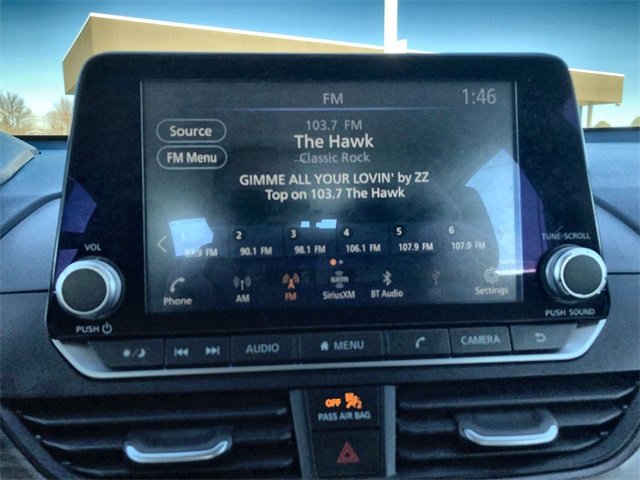 FM
1:46
Source
FM Menu
103.7 FM
The Hawk
Classic Rock
GIMME ALL YOUR LOVIN' by ZZ
Top on 103.7 The Hawk
2 3 4 5 6
FM 90.1 FM 98.1 FM 106.1 FM 107.9 FM 107.9 FM
Phone AM FM SXM SiriusXM BT Audio Settings
VOL
TUNE-SCROLL
PUSH
PUSH SOUND
AUDIO MENU CAMERA
OFF
PASS AIR BAG